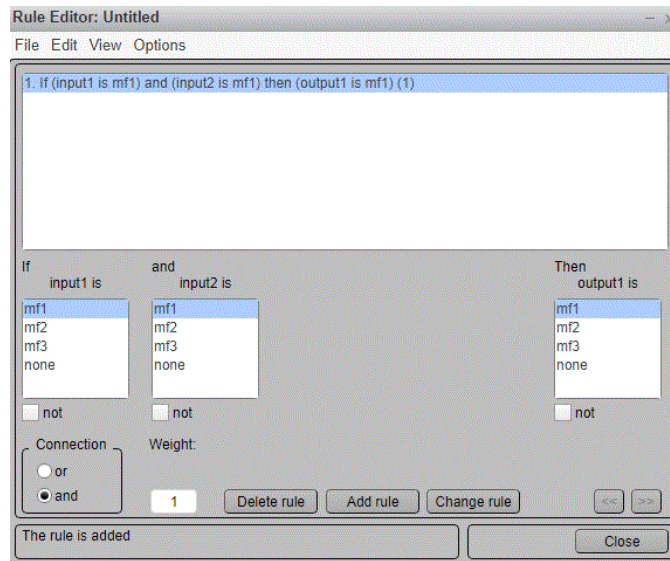 Rule Editor: Untitled
File Edit View Options
1. If (input1 is mf1) and (input2 is mf1) then (output1 is mf1) (1)
If and Then
input1 is input2 is output1 is
mf1 mf1 mf1
mf2 mf2 mf2
mf3 mf3 mf3
none none none
not not not
Connection Weight:
or
and 1 Delete rule Add rule Change rule << >>
The rule is added Close